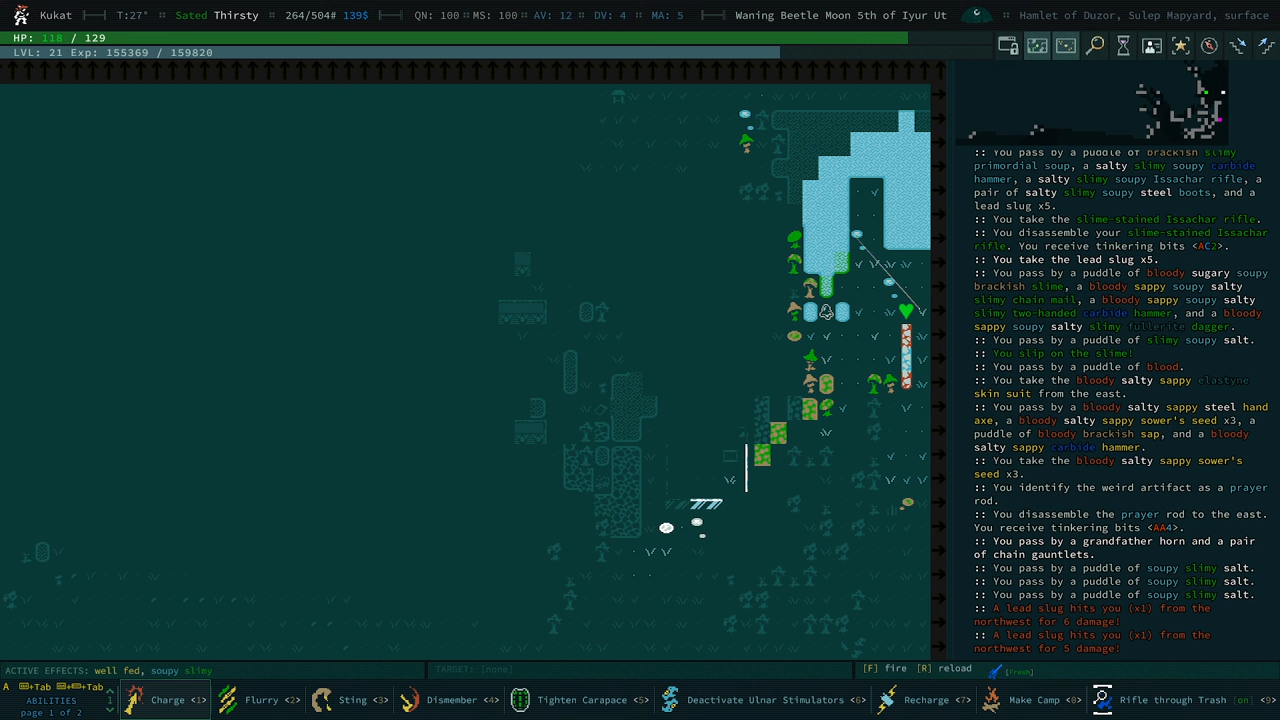 Kukat T:27° :: Sated Thirsty :: 264/504# 139$ QN: 100 :: MS: 100 :: AV: 12 :: DV: 4 :: MA: 5 Waning Beetle Moon 5th of Iyur Ut :: Hamlet of Duzor, Sulep Mapyard, surface
HP: 118 / 129
LVL: 21 Exp: 155369 / 159820
:: You pass by a puddle of brackish slimy
primordial soup, a salty slimy soupy carbide
hammer, a salty slimy soupy Issachar rifle, a
pair of salty slimy soupy steel boots, and a
lead slug x5.
:: You take the slime-stained Issachar rifle.
:: You disassemble your slime-stained Issachar
rifle. You receive tinkering bits <AC2>.
:: You take the lead slug x5.
:: You pass by a puddle of bloody sugary soupy
brackish slime, a bloody sappy soupy salty
slimy chain mail, a bloody sappy soupy salty
slimy two-handed carbide hammer, and a bloody
sappy soupy salty slimy fullerite dagger.
:: You pass by a puddle of slimy soupy salt.
:: You slip on the slime!
:: You pass by a puddle of blood.
:: You take the bloody salty sappy elastyne
skin suit from the east.
:: You pass by a bloody salty sappy steel hand
axe, a bloody salty sappy sower's seed x3, a
puddle of bloody brackish sap, and a bloody
salty sappy carbide hammer.
:: You take the bloody salty sappy sower's
seed x3.
:: You identify the weird artifact as a prayer
rod.
:: You disassemble the prayer rod to the east.
You receive tinkering bits <AA4>.
:: You pass by a grandfather horn and a pair
of chain gauntlets.
:: You pass by a puddle of soupy slimy salt.
:: You pass by a puddle of soupy slimy salt.
:: You pass by a puddle of soupy slimy salt.
:: A lead slug hits you (x1) from the
northwest for 6 damage!
:: A lead slug hits you (x1) from the
northwest for 5 damage!
ACTIVE EFFECTS: well fed, soupy slimy
TARGET: [none]
[F] fire [R] reload [Fresh]
A +Tab +Tab
ABILITIES
page 1 of 2
1
Charge <1> Flurry <2> Sting <3> Dismember <4> Tighten Carapace <5> Deactivate Ulnar Stimulators <6> Recharge <7> Make Camp <0> Rifle through Trash [on] <9>